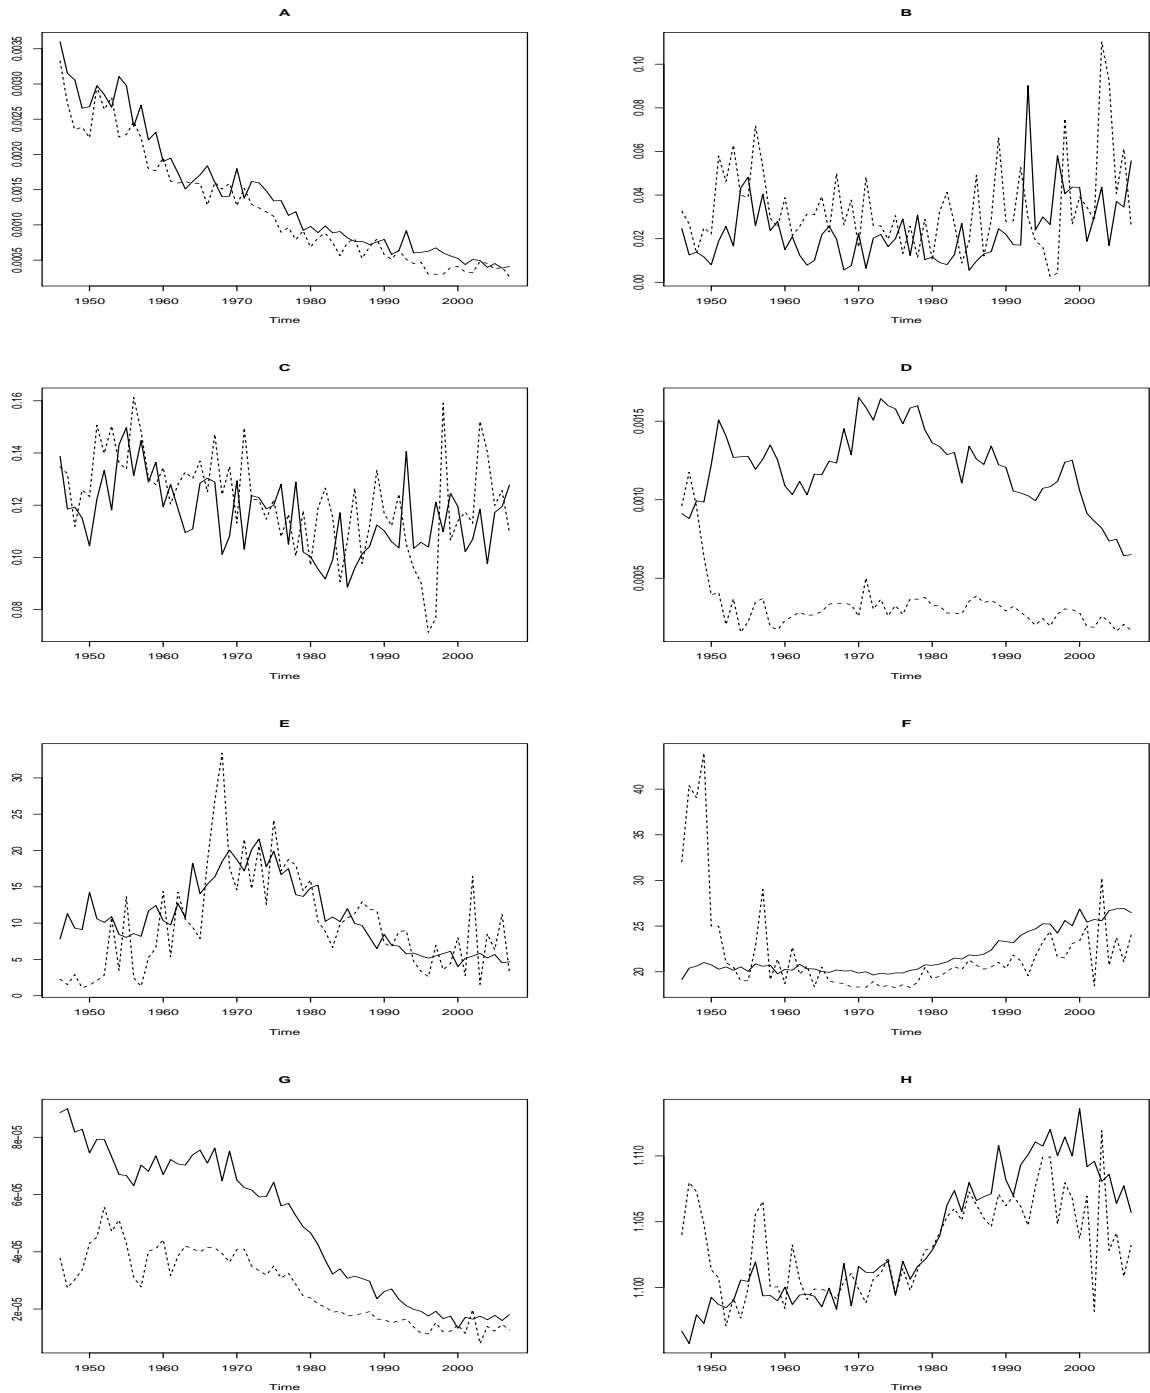 A
0.0005 0.0010 0.0015 0.0020 0.0025 0.0030 0.0035
1950 1960 1970 1980 1990 2000
Time
B
0.00 0.02 0.04 0.06 0.08 0.10
1950 1960 1970 1980 1990 2000
Time
C
0.08 0.10 0.12 0.14 0.16
1950 1960 1970 1980 1990 2000
Time
D
0.0005 0.0010 0.0015
1950 1960 1970 1980 1990 2000
Time
E
0 5 10 15 20 25 30
1950 1960 1970 1980 1990 2000
Time
F
20 25 30 35 40
1950 1960 1970 1980 1990 2000
Time
G
2e-05 4e-05 6e-05 8e-05
1950 1960 1970 1980 1990 2000
Time
H
1.100 1.105 1.110
1950 1960 1970 1980 1990 2000
Time